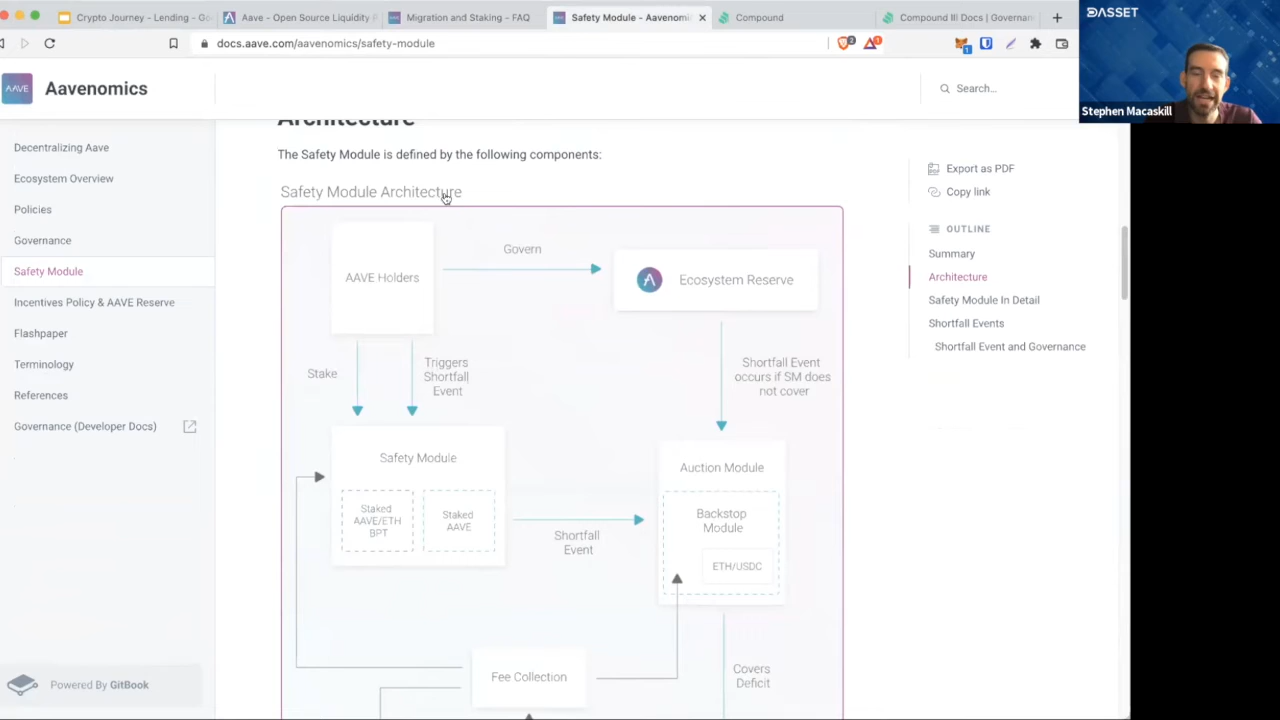 Crypto Journey - Lending - Go
Aave - Open Source Liquidity P
Migration and Staking - FAQ
Safety Module - Aavenomi
Compound
Compound III Docs | Governan
docs.aave.com/aavenomics/safety-module
2
1
1
DASSET
Stephen Macaskill
AAVE
Aavenomics
Search...
Decentralizing Aave
Ecosystem Overview
Policies
Governance
Safety Module
Incentives Policy & AAVE Reserve
Flashpaper
Terminology
References
Governance (Developer Docs)
Powered By GitBook
Architecture
The Safety Module is defined by the following components:
Safety Module Architecture
AAVE Holders
Govern
Ecosystem Reserve
Stake
Triggers
Shortfall
Event
Shortfall Event
occurs if SM does
not cover
Safety Module
Staked
AAVE/ETH
BPT
Staked
AAVE
Shortfall
Event
Auction Module
Backstop
Module
ETH/USDC
Fee Collection
Covers
Deficit
Export as PDF
Copy link
OUTLINE
Summary
Architecture
Safety Module In Detail
Shortfall Events
Shortfall Event and Governance